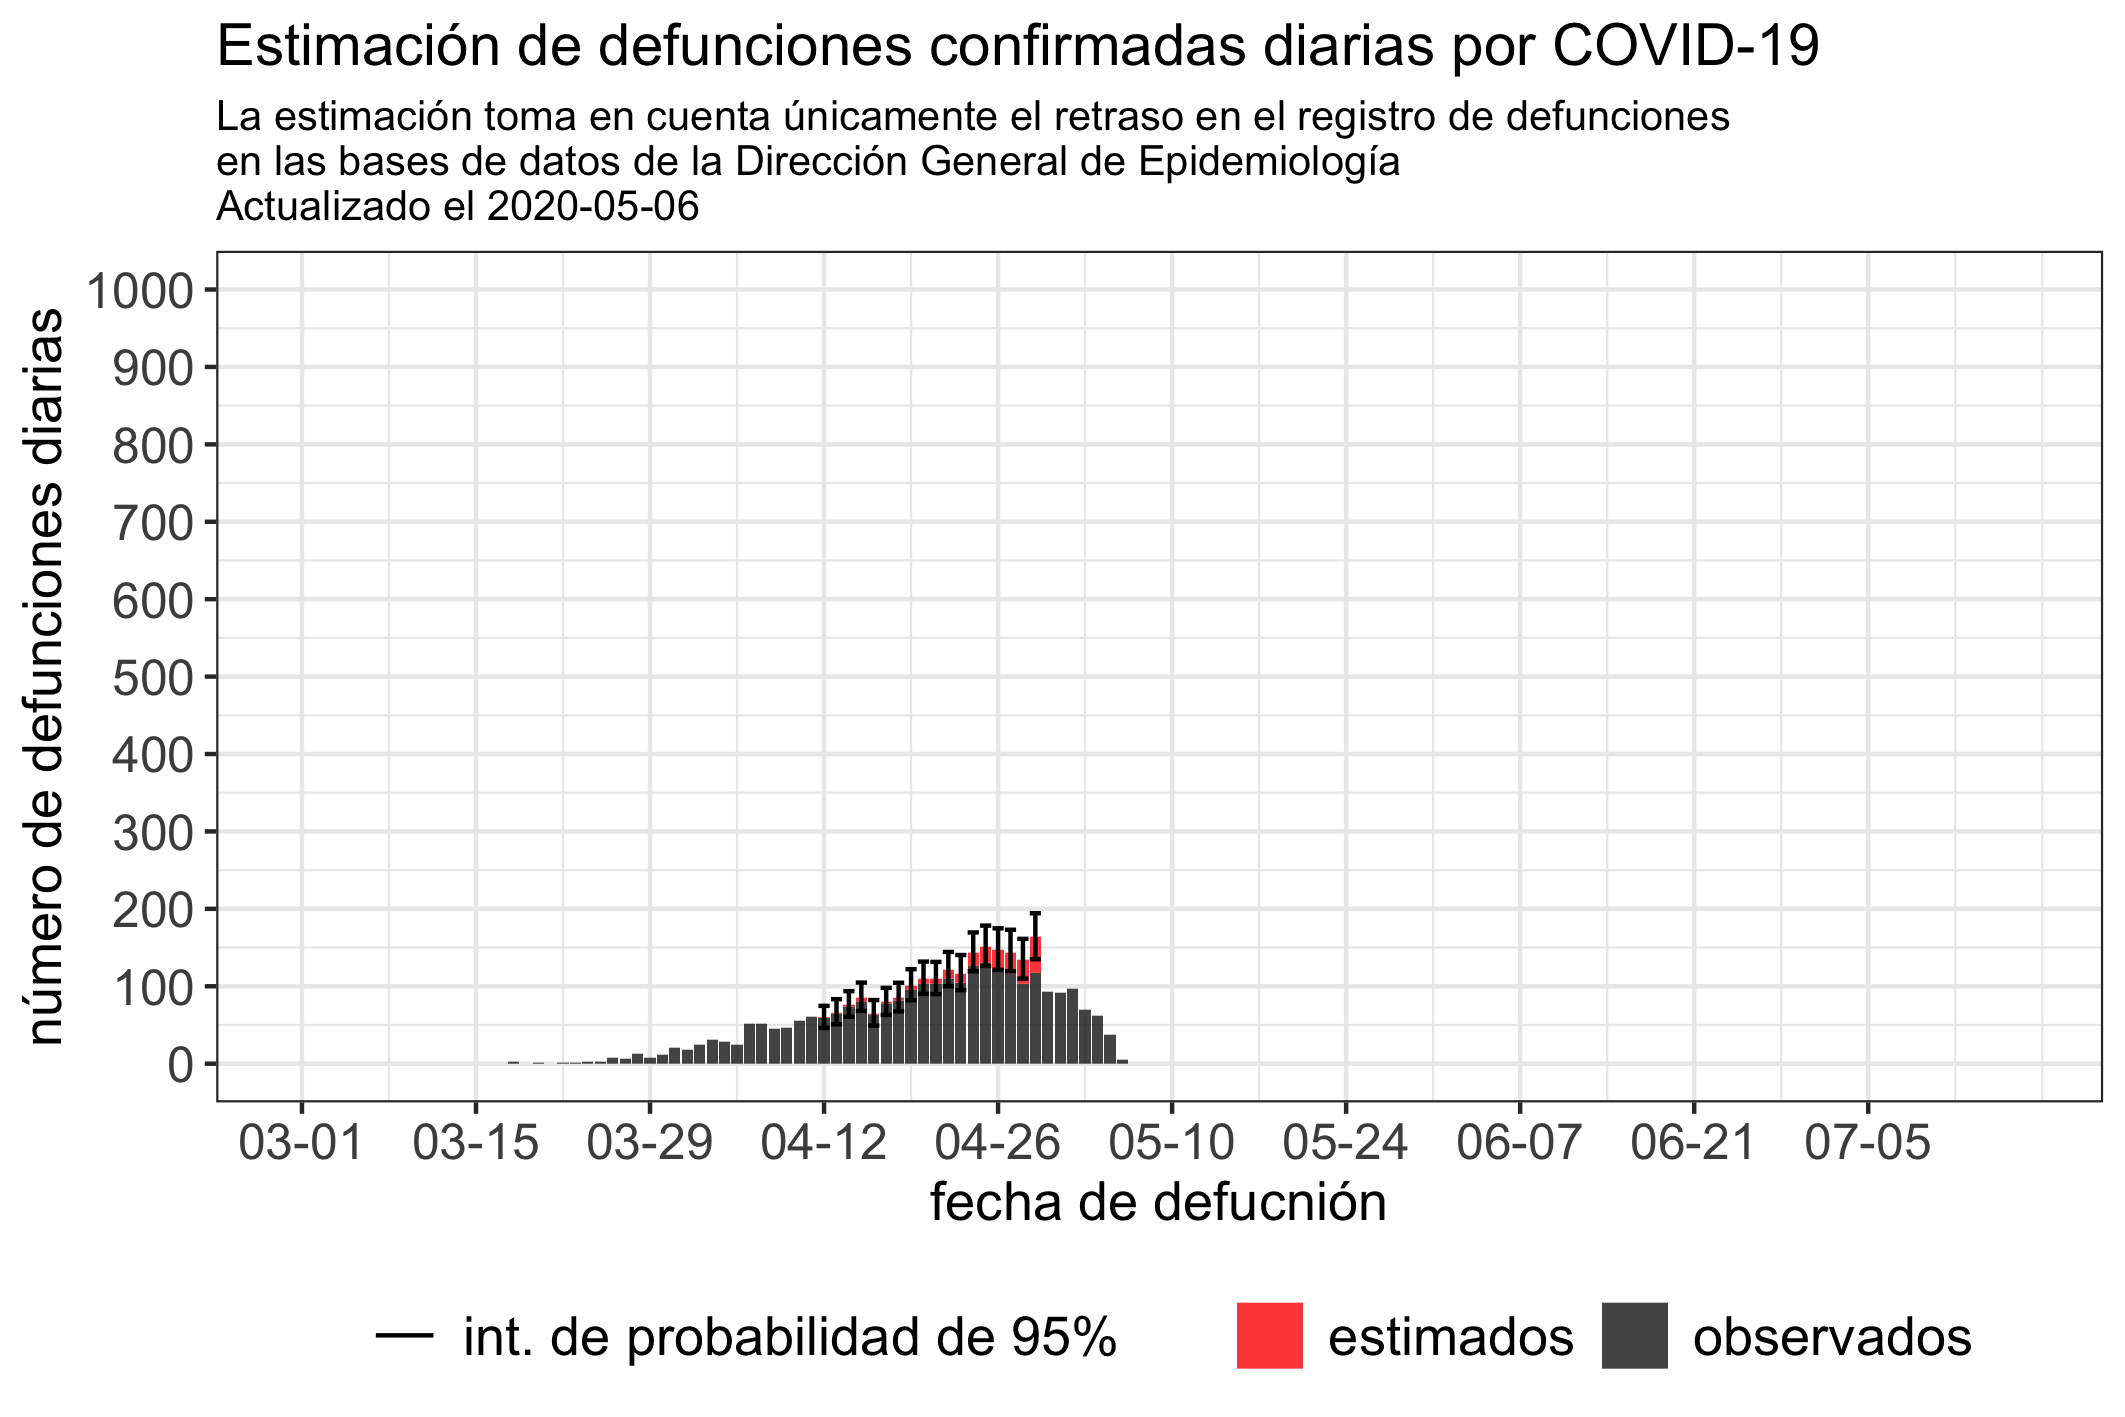 Estimación de defunciones confirmadas diarias por COVID-19
La estimación toma en cuenta únicamente el retraso en el registro de defunciones
en las bases de datos de la Dirección General de Epidemiología
Actualizado el 2020-05-06
número de defunciones diarias
1000
900
800
700
600
500
400
300
200
100
0
03-01 03-15 03-29 04-12 04-26 05-10 05-24 06-07 06-21 07-05
fecha de defucnión
int. de probabilidad de 95% estimados observados